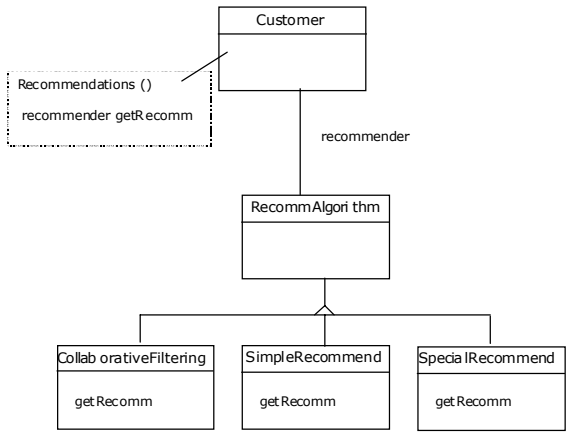 Customer
Recommendations ()
recommender getRecomm
recommender
RecommAlgorithm
CollaborativeFiltering
SimpleRecommend
SpecialRecommend
getRecomm
getRecomm
getRecomm